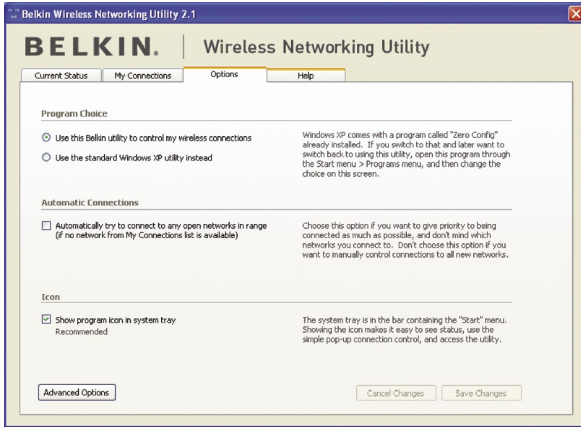 Belkin Wireless Networking Utility 2.1
BELKIN.
Wireless Networking Utility
Current Status
My Connections
Options
Help
Program Choice
Use this Belkin utility to control my wireless connections
Use the standard Windows XP utility instead
Windows XP comes with a program called "Zero Config"
already installed. If you switch to that and later want to
switch back to using this utility, open this program through
the Start menu > Programs menu, and then change the
choice on this screen.
Automatic Connections
Automatically try to connect to any open networks in range
(if no network from My Connections list is available)
Choose this option if you want to give priority to being
connected as much as possible, and don't mind which
networks you connect to. Don't choose this option if you
want to manually control connections to all new networks.
Icon
Show program icon in system tray
Recommended
The system tray is in the bar containing the "Start" menu.
Showing the icon makes it easy to see status, use the
simple pop-up connection control, and access the utility.
Advanced Options
Cancel Changes
Save Changes